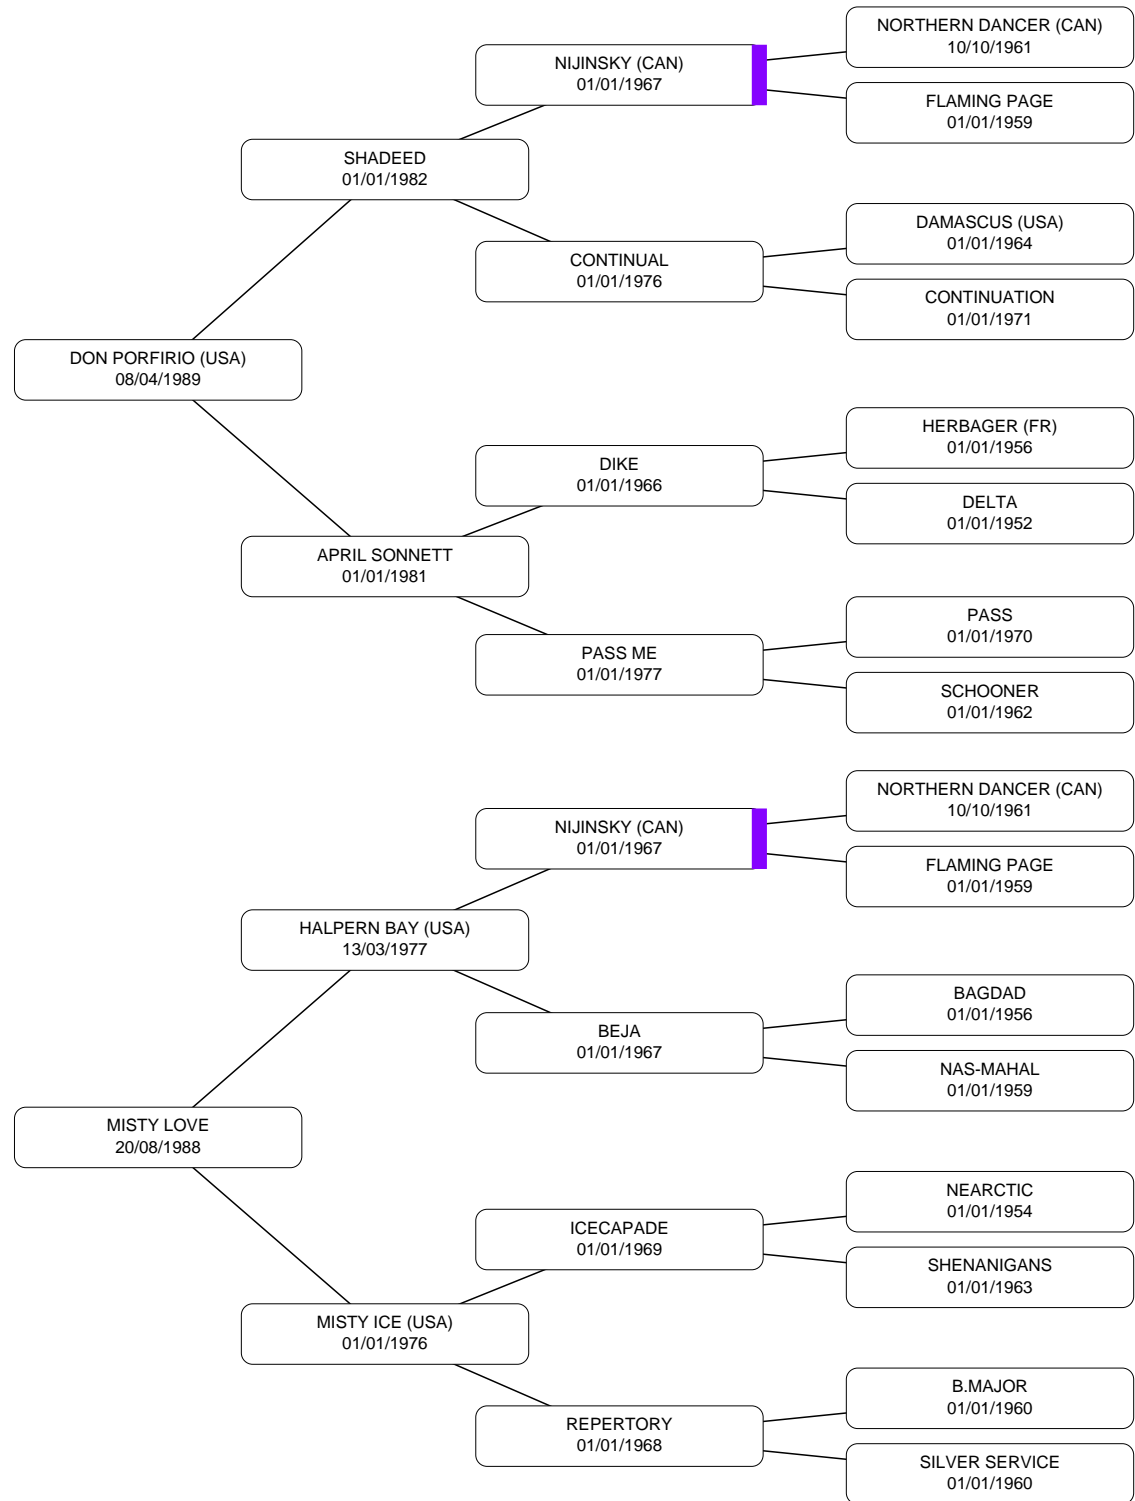 NORTHERN DANCER (CAN)
10/10/1961
NIJINSKY (CAN)
01/01/1967
FLAMING PAGE
01/01/1959
SHADEED
01/01/1982
DAMASCUS (USA)
01/01/1964
CONTINUAL
01/01/1976
CONTINUATION
01/01/1971
DON PORFIRIO (USA)
08/04/1989
HERBAGER (FR)
01/01/1956
DIKE
01/01/1966
DELTA
01/01/1952
APRIL SONNETT
01/01/1981
PASS
01/01/1970
PASS ME
01/01/1977
SCHOONER
01/01/1962
NORTHERN DANCER (CAN)
10/10/1961
NIJINSKY (CAN)
01/01/1967
FLAMING PAGE
01/01/1959
HALPERN BAY (USA)
13/03/1977
BAGDAD
01/01/1956
BEJA
01/01/1967
NAS-MAHAL
01/01/1959
MISTY LOVE
20/08/1988
NEARCTIC
01/01/1954
ICECAPADE
01/01/1969
SHENANIGANS
01/01/1963
MISTY ICE (USA)
01/01/1976
B.MAJOR
01/01/1960
REPERTORY
01/01/1968
SILVER SERVICE
01/01/1960